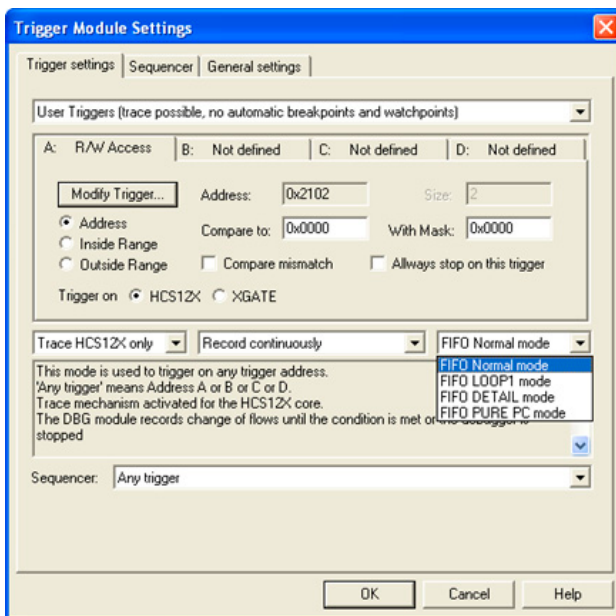 Trigger Module Settings
Trigger settings Sequencer General settings
User Triggers (trace possible, no automatic breakpoints and watchpoints)
A: R/W Access B: Not defined C: Not defined D: Not defined
Modify Trigger... Address: 0x2102 Size: 2
Address
Compare to: 0x0000 With Mask: 0x0000
Inside Range
Outside Range Compare mismatch Allways stop on this trigger
Trigger on HCS12X XGATE
Trace HCS12X only Record continuously FIFO Normal mode
FIFO Normal mode
FIFO LOOP1 mode
FIFO DETAIL mode
FIFO PURE PC mode
This mode is used to trigger on any trigger address.
'Any trigger' means Address A or B or C or D.
Trace mechanism activated for the HCS12X core.
The DBG module records change of flows until the condition is met or
stopped
Sequencer: Any trigger
OK Cancel Help